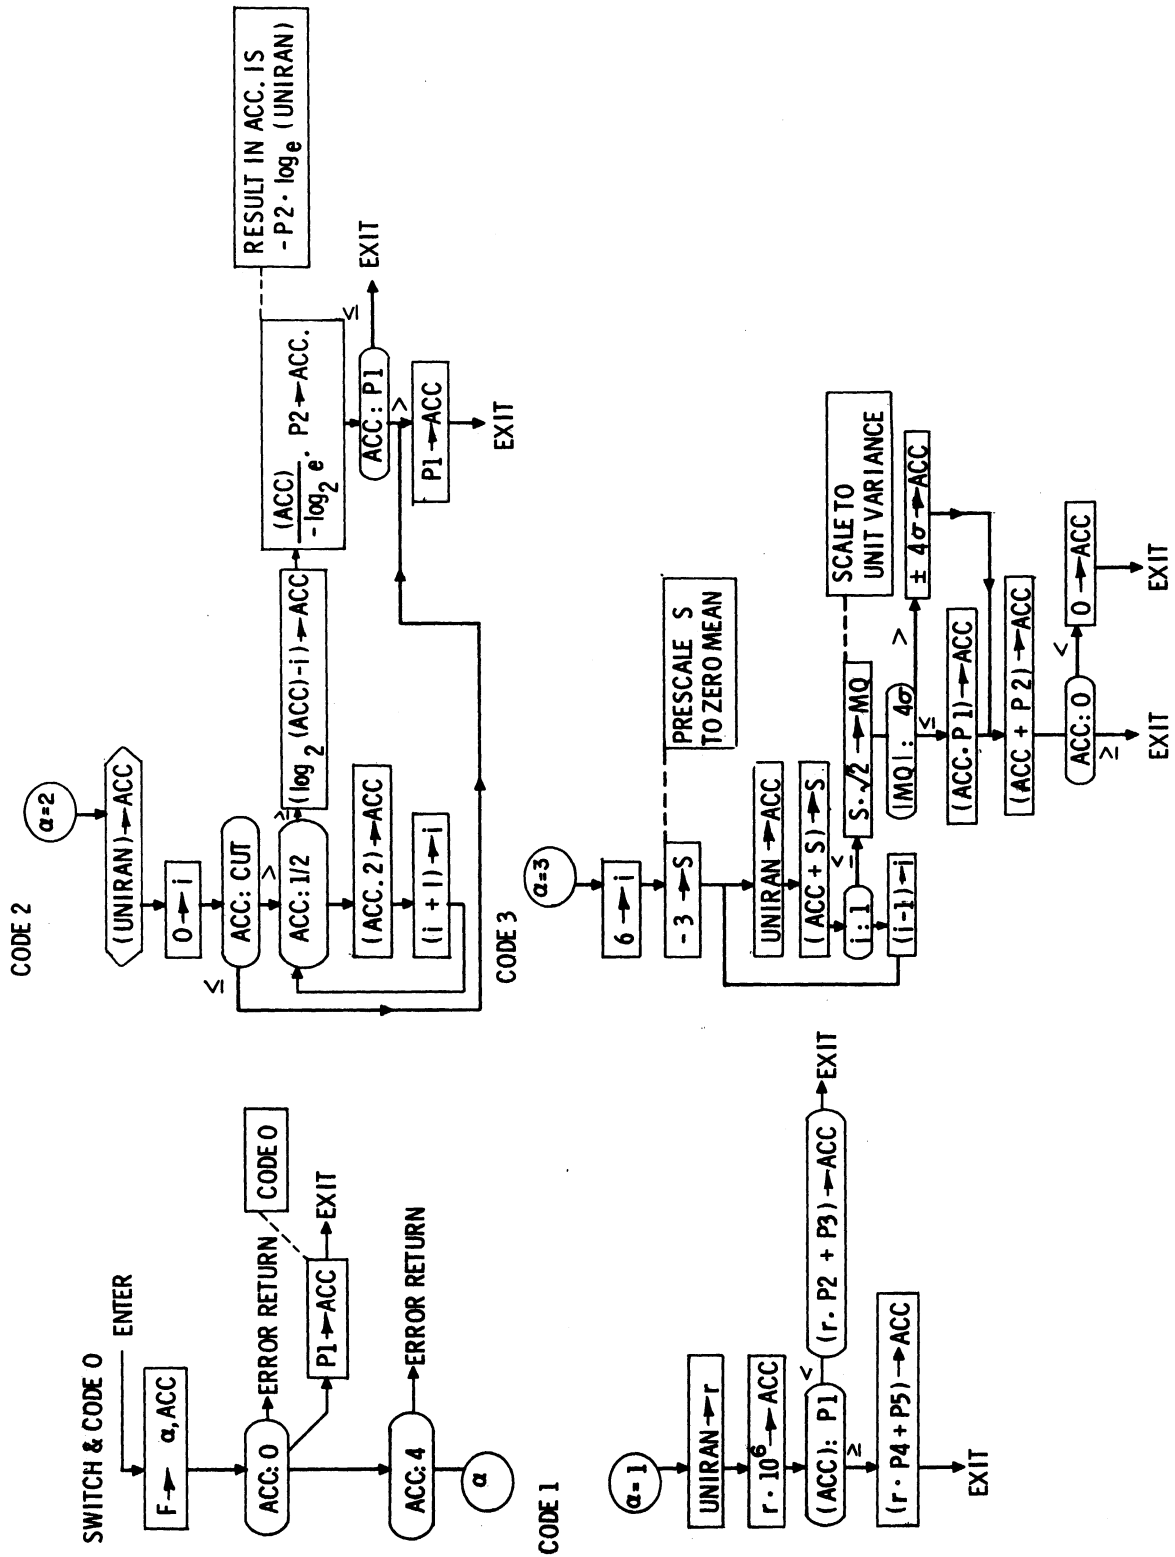 SWITCH & CODE 0
ENTER
F → α, ACC
ACC: 0
ERROR RETURN
CODE 0
P1 → ACC
EXIT
ACC: 4
ERROR RETURN
α
CODE 1
α=1
UNIRAN → r
r · 10⁶ → ACC
(ACC): P1
<
(r. P2 + P3) → ACC
EXIT
≥
(r · P4 + P5) → ACC
EXIT
CODE 2
α=2
(UNIRAN) → ACC
0 → i
ACC: CUT
≤
>
ACC: 1/2
≥
(log₂ (ACC)-i) → ACC
(ACC)
-log₂ e · P2 → ACC.
RESULT IN ACC. IS
- P2 · logₑ (UNIRAN)
(ACC. 2) → ACC
(i + 1) → i
ACC: P1
≤
EXIT
>
P1 → ACC
EXIT
CODE 3
α=3
6 → i
- 3 → S
PRESCALE S
TO ZERO MEAN
UNIRAN → ACC
(ACC + S) → S
i : 1
≤
(i-1) → i
S · √2 → MQ
SCALE TO
UNIT VARIANCE
|MQ| : 4σ
>
± 4σ → ACC
≤
(ACC. P1) → ACC
(ACC + P2) → ACC
ACC: 0
<
0 → ACC
EXIT
≥
EXIT